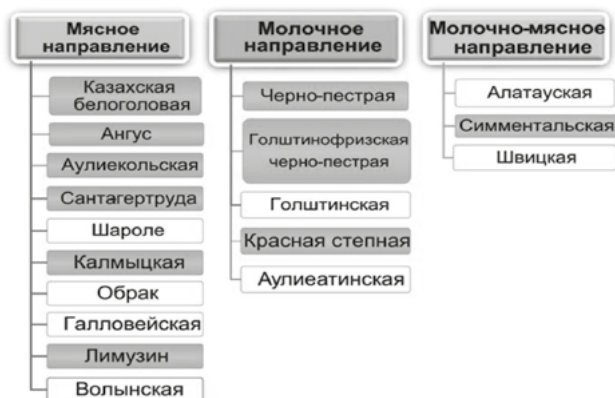 Мясное
направление
Казахская
белоголовая
Ангус
Аулиекольская
Сантагертруда
Шароле
Калмыцкая
Обрак
Галловейская
Лимузин
Волынская
Молочное
направление
Черно-пестрая
Голштинофризская
черно-пестрая
Голштинская
Красная степная
Аулиеатинская
Молочно-мясное
направление
Алатауская
Симментальская
Швицкая